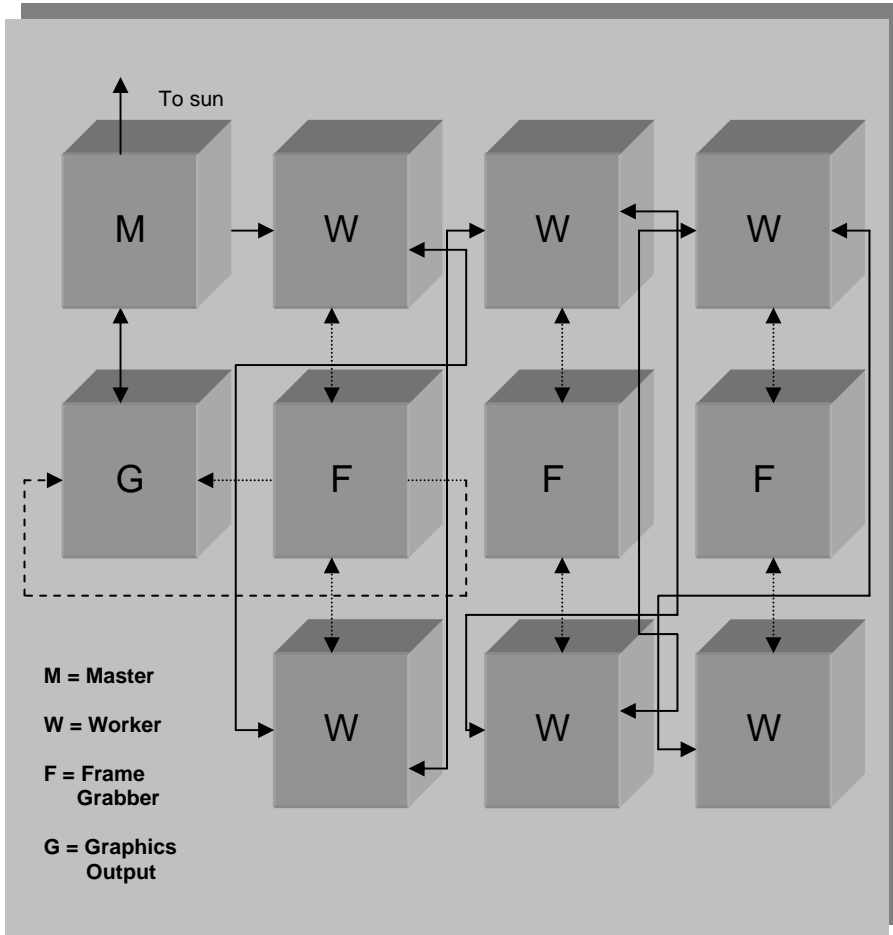 To sun
M
W
W
W
G
F
F
F
M = Master
W = Worker
F = Frame
Grabber
G = Graphics
Output
W
W
W